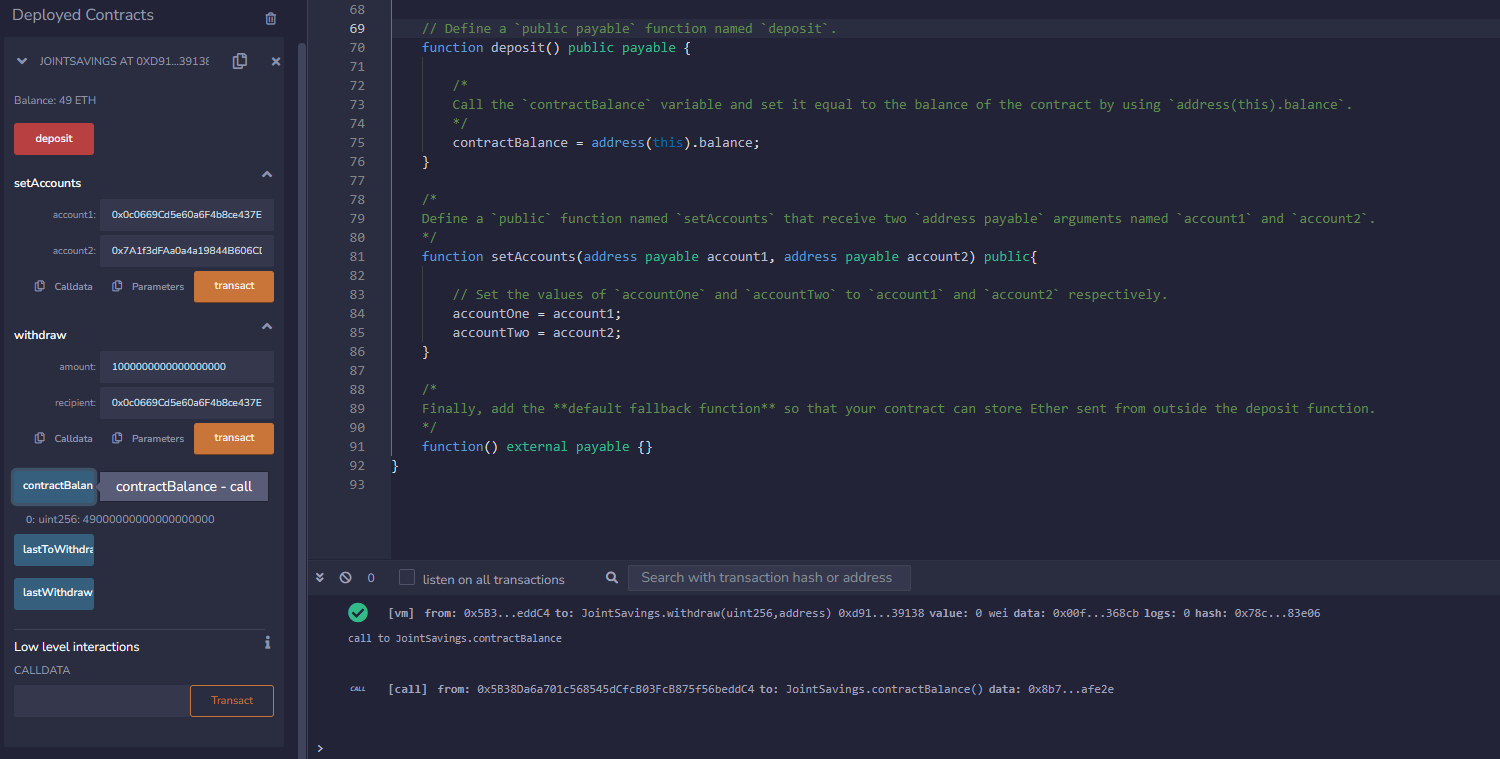 Deployed Contracts
JOINTSAVINGS AT 0XD91...39138
Balance: 49 ETH
deposit
setAccounts
account1: 0x0c0669Cd5e60a6F4b8ce437E
account2: 0x7A1f3dFAa0a4a19844B606CD
Calldata Parameters transact
withdraw
amount: 1000000000000000000
recipient: 0x0c0669Cd5e60a6F4b8ce437E
Calldata Parameters transact
contractBalan contractBalance - call
0: uint256: 49000000000000000000
lastToWithdra
lastWithdraw
Low level interactions
CALLDATA
Transact
68
69 // Define a `public payable` function named `deposit`.
70 function deposit() public payable {
71
72 /*
73 Call the `contractBalance` variable and set it equal to the balance of the contract by using `address(this).balance`.
74 */
75 contractBalance = address(this).balance;
76 }
77
78 /*
79 Define a `public` function named `setAccounts` that receive two `address payable` arguments named `account1` and `account2`.
80 */
81 function setAccounts(address payable account1, address payable account2) public{
82
83 // Set the values of `accountOne` and `accountTwo` to `account1` and `account2` respectively.
84 accountOne = account1;
85 accountTwo = account2;
86 }
87
88 /*
89 Finally, add the **default fallback function** so that your contract can store Ether sent from outside the deposit function.
90 */
91 function() external payable {}
92 }
93
0 listen on all transactions Search with transaction hash or address
[vm] from: 0x5B3...eddC4 to: JointSavings.withdraw(uint256,address) 0xd91...39138 value: 0 wei data: 0x00f...368cb logs: 0 hash: 0x78c...83e06
call to JointSavings.contractBalance
CALL [call] from: 0x5B38Da6a701c568545dCfcB03FcB875f56beddC4 to: JointSavings.contractBalance() data: 0x8b7...afe2e
>